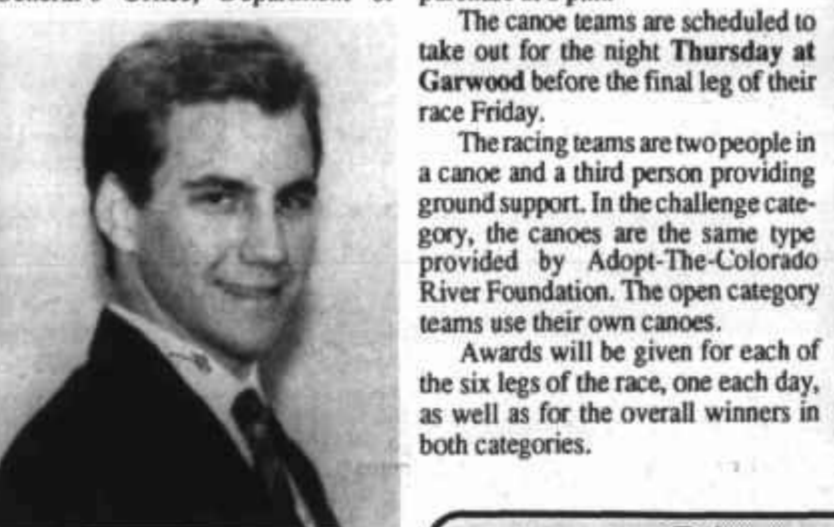 The canoe teams are scheduled to
take out for the night Thursday at
Garwood before the final leg of their
race Friday.
The racing teams are two people in
a canoe and a third person providing
ground support. In the challenge cate-
gory, the canoes are the same type
provided by Adopt-The-Colorado
River Foundation. The open category
teams use their own canoes.
Awards will be given for each of
the six legs of the race, one each day,
as well as for the overall winners in
both categories.